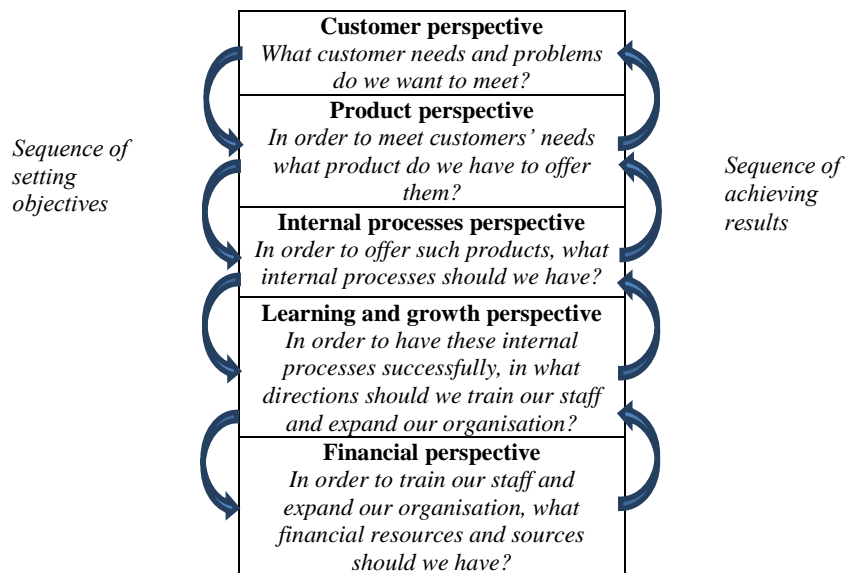 Customer perspective
What customer needs and problems
do we want to meet?
Product perspective
In order to meet customers’ needs
what product do we have to offer
them?
Internal processes perspective
In order to offer such products, what
internal processes should we have?
Learning and growth perspective
In order to have these internal
processes successfully, in what
directions should we train our staff
and expand our organisation?
Financial perspective
In order to train our staff and
expand our organisation, what
financial resources and sources
should we have?
Sequence of
setting
objectives
Sequence of
achieving
results